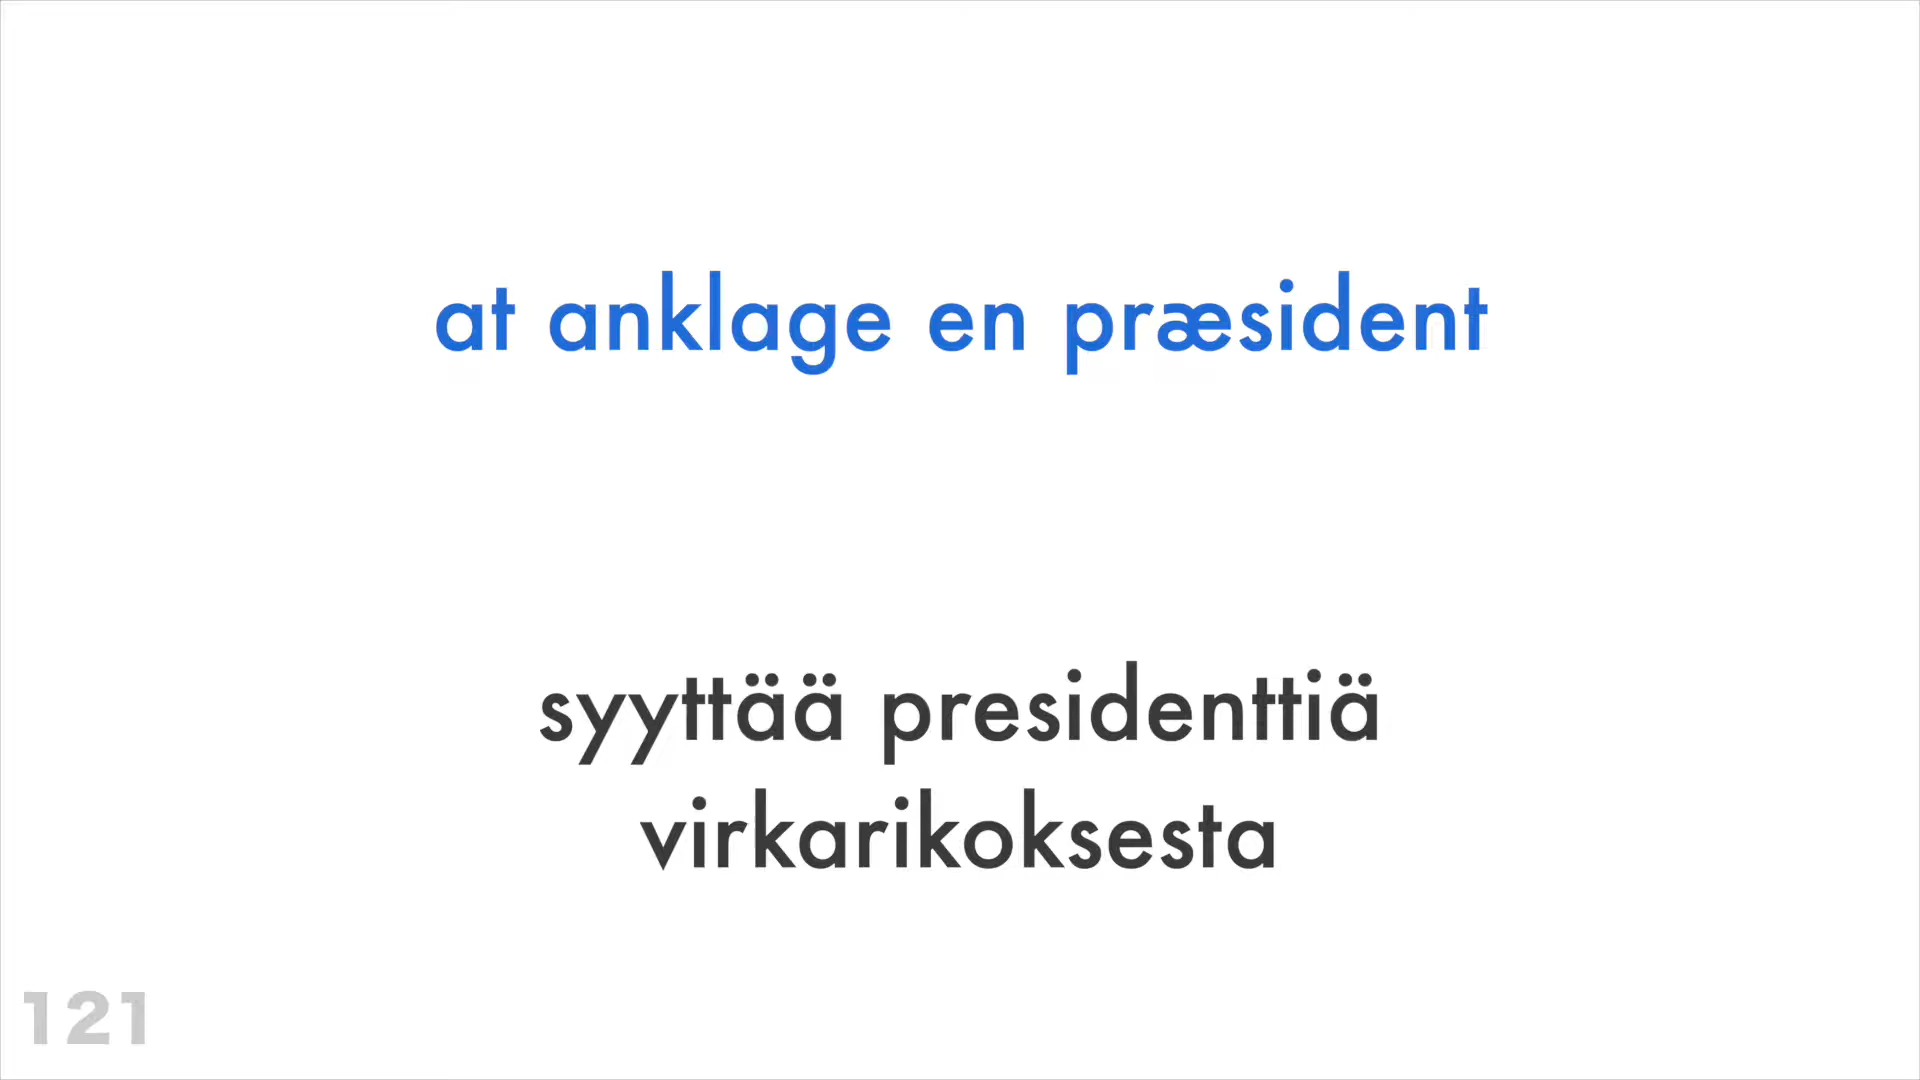 at anklage en præsident
syyttää presidenttiä
virkarikoksesta
121